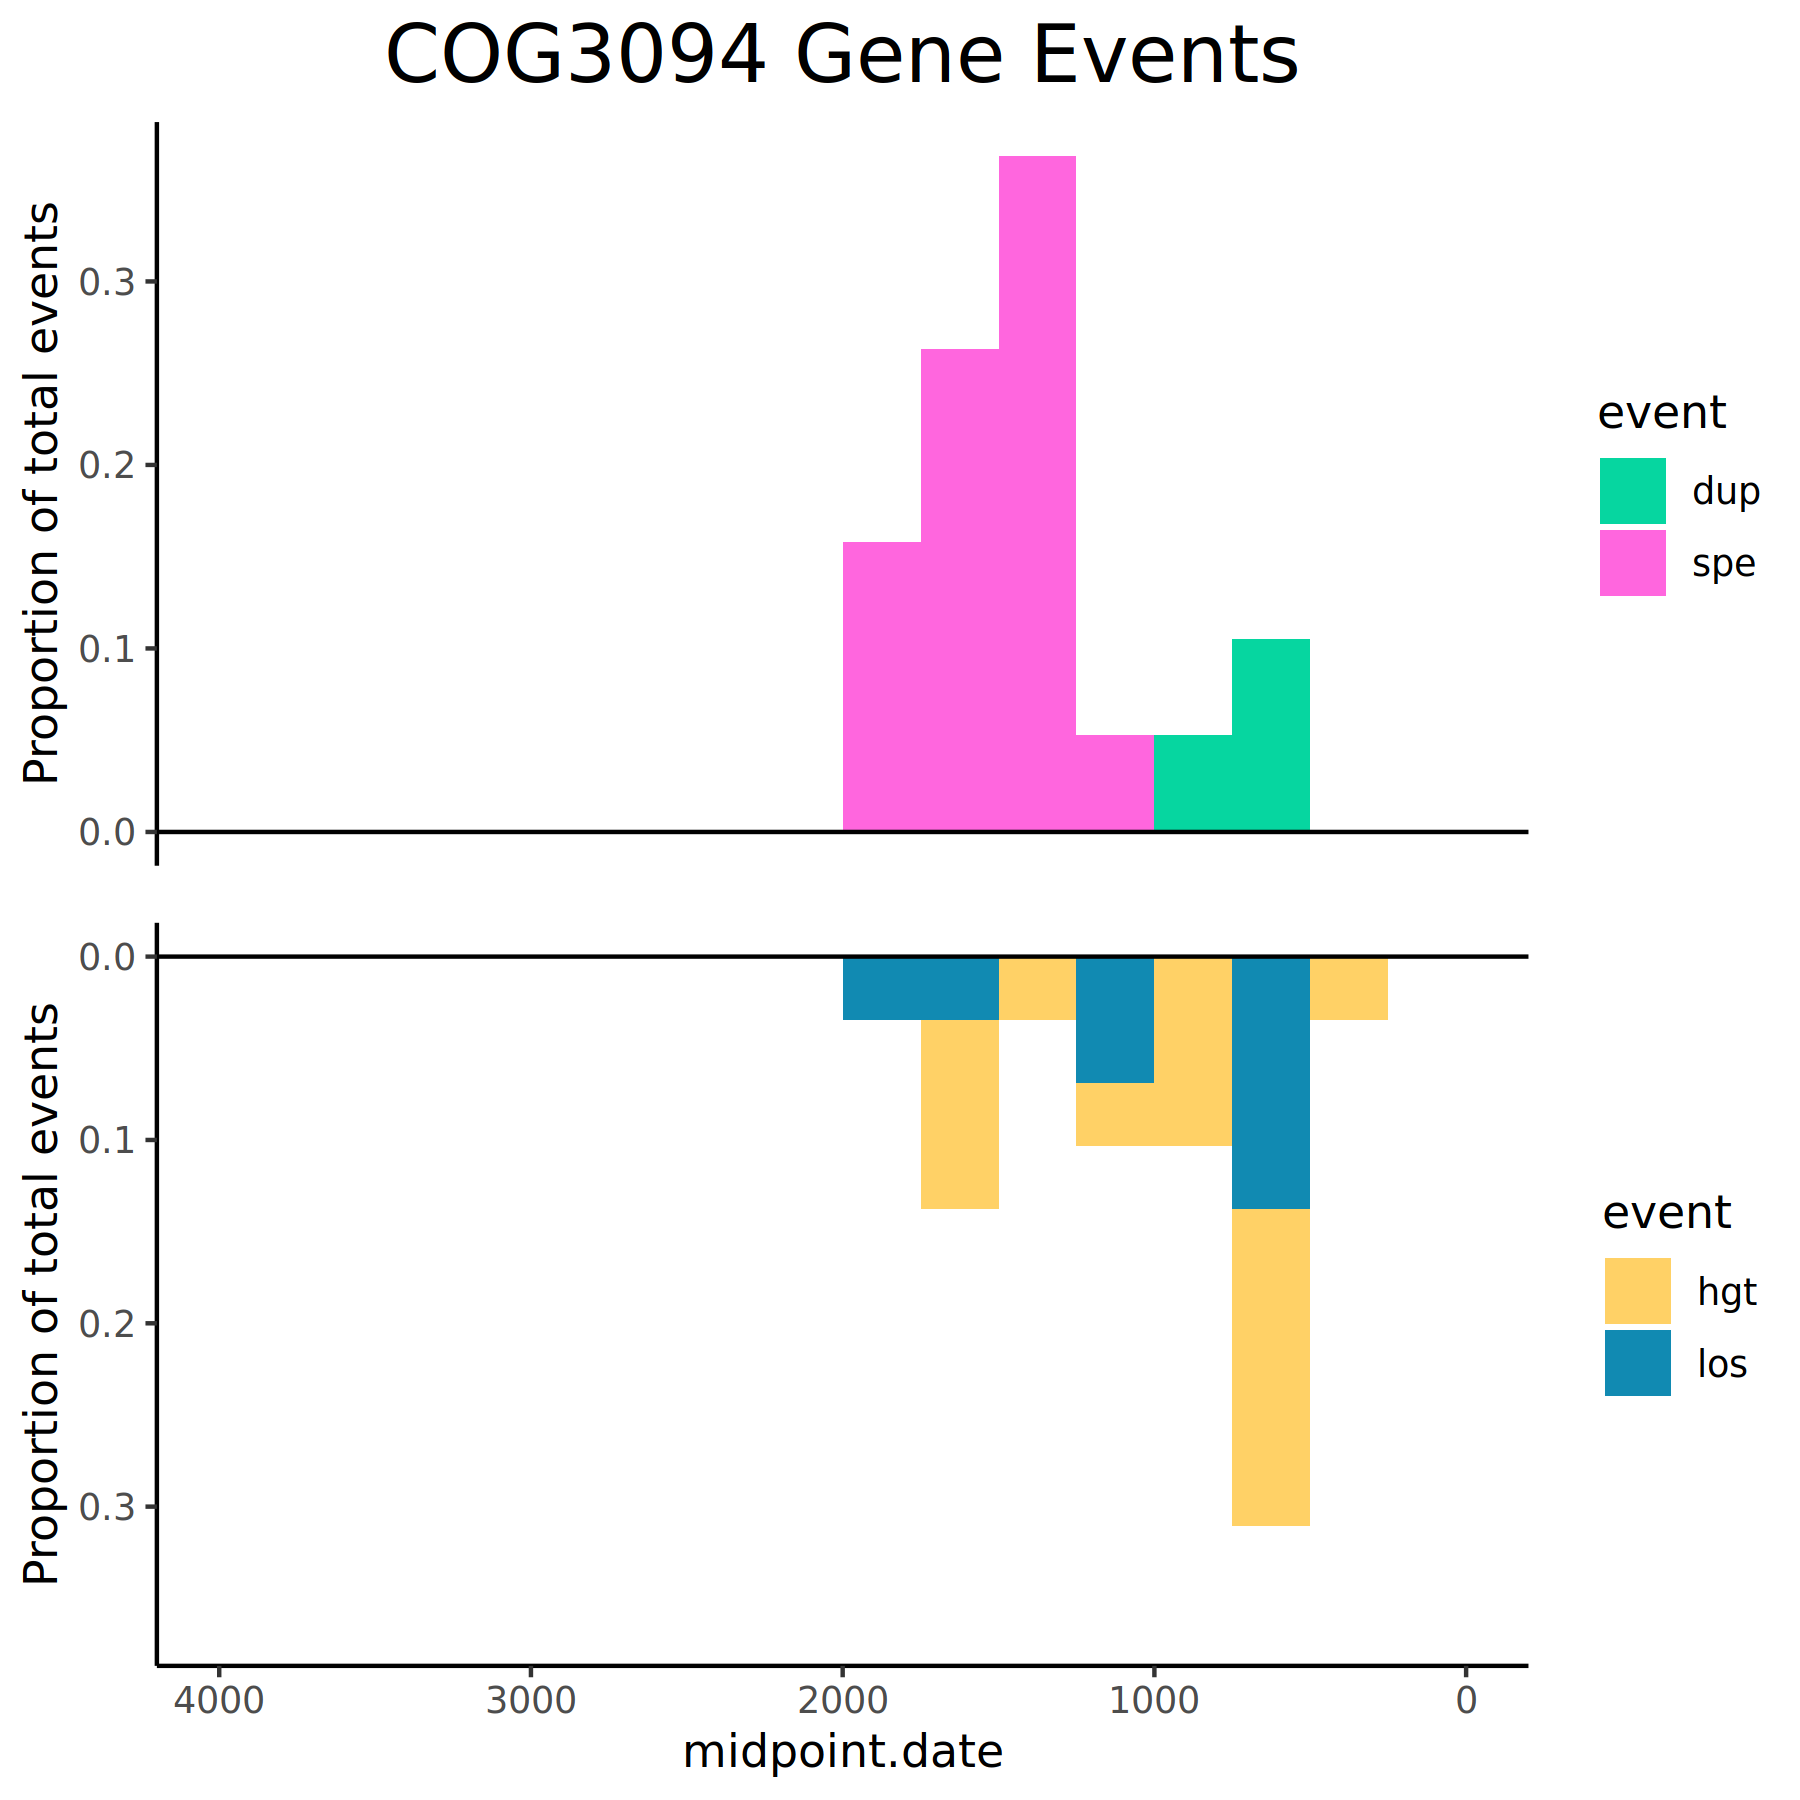 COG3094 Gene Events
Proportion of total events
0.3
0.2
0.1
0.0
event
dup
spe
Proportion of total events
0.0
0.1
0.2
0.3
event
hgt
los
4000 3000 2000 1000 0
midpoint.date